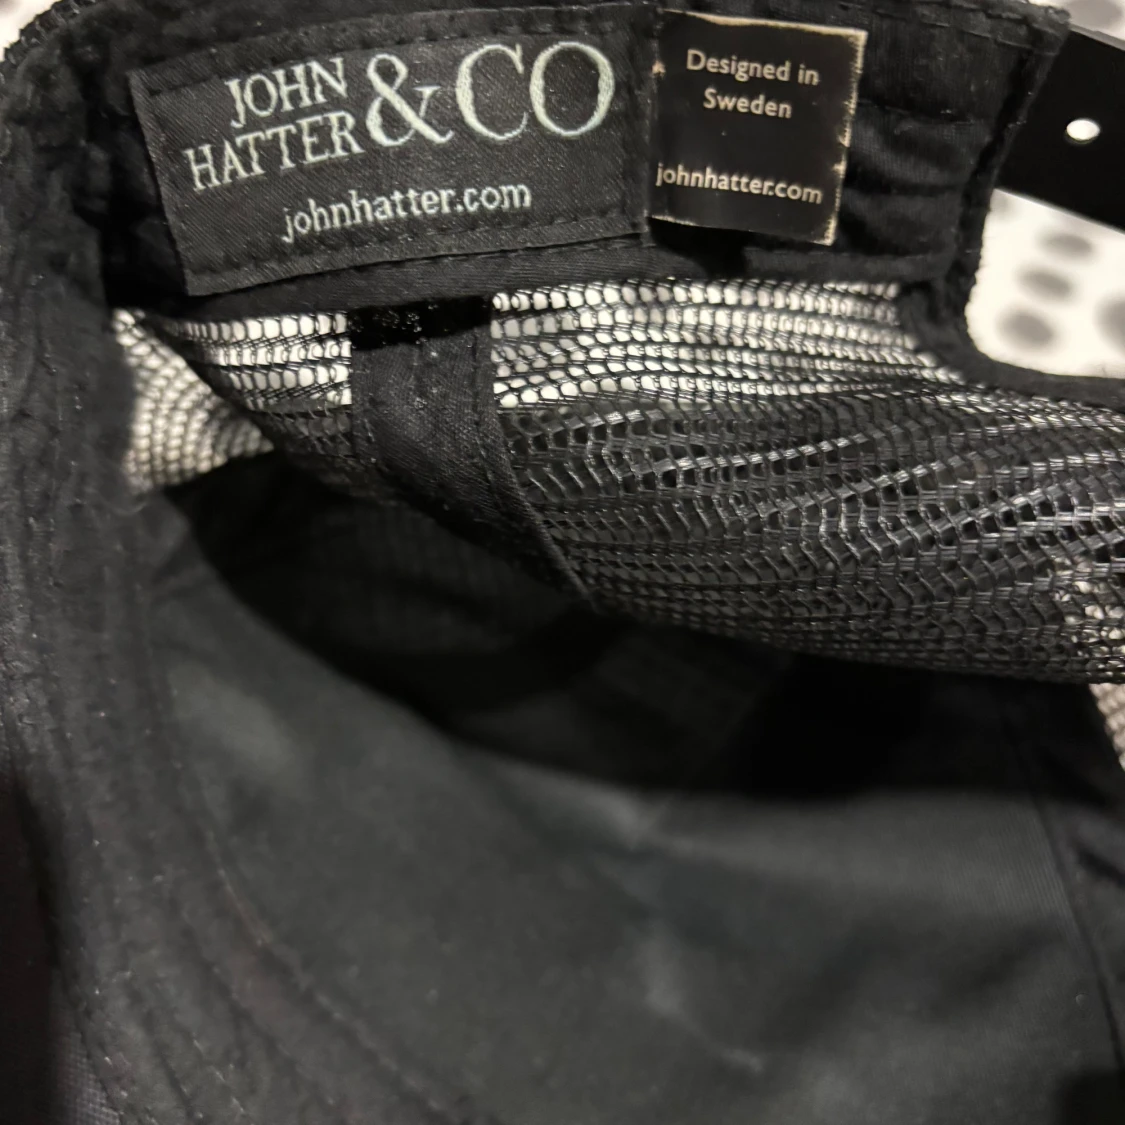 JOHN
HATTER &CO
johnhatter.com
Designed in
Sweden
johnhatter.com